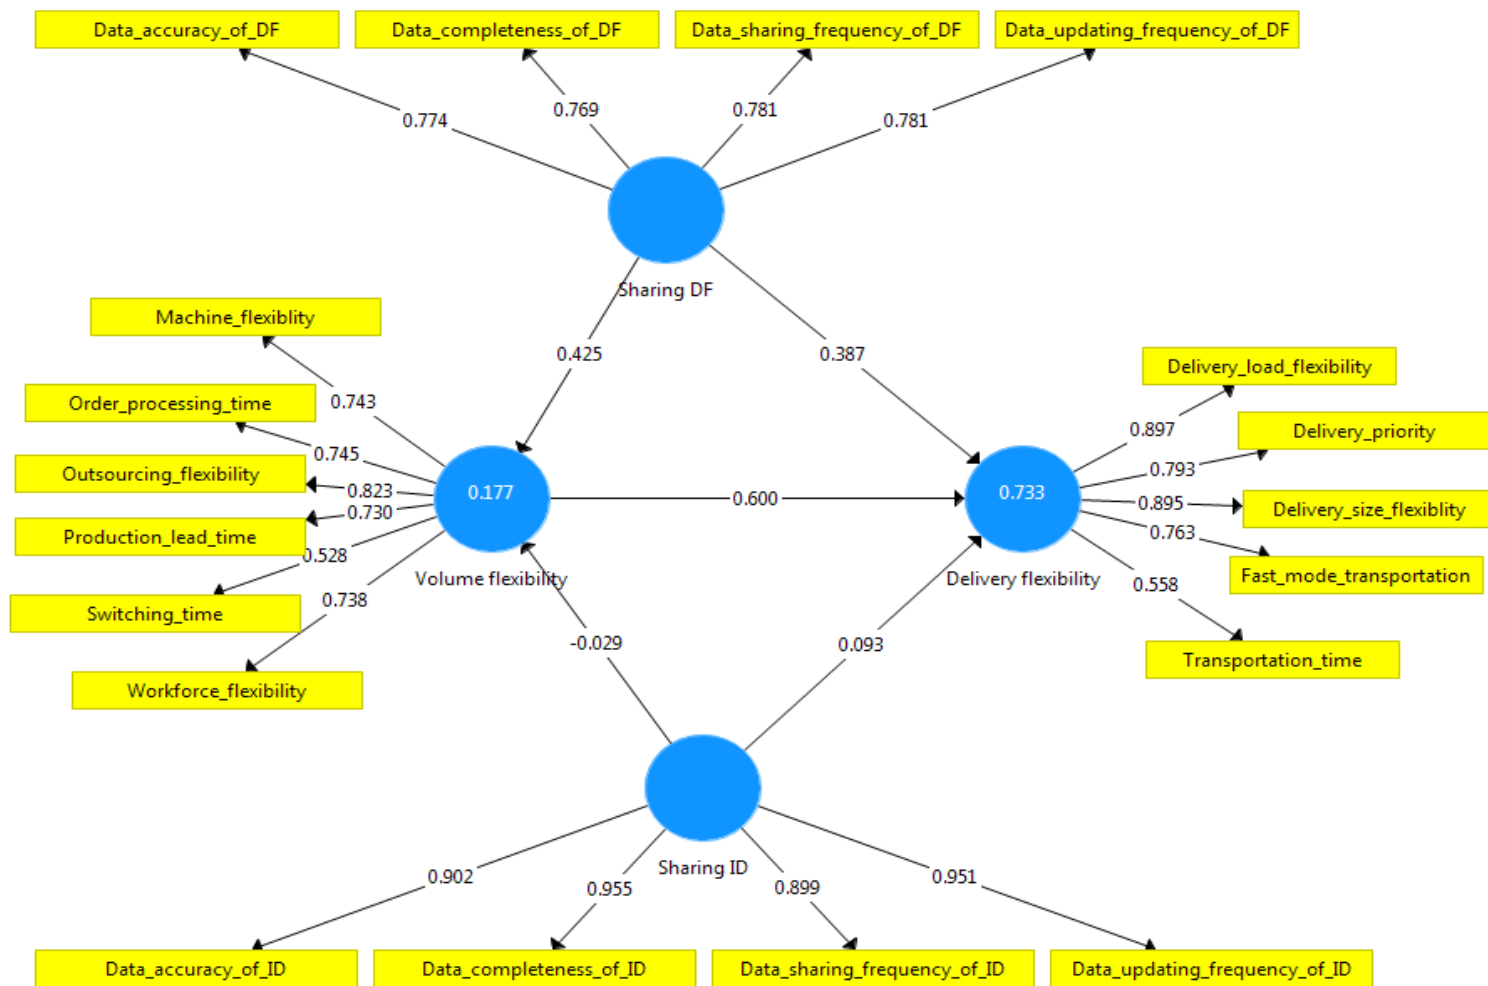 Data_accuracy_of_DF
Data_completeness_of_DF
Data_sharing_frequency_of_DF
Data_updating_frequency_of_DF
0.774
0.769
0.781
0.781
Sharing DF
Machine_flexiblity
0.425
0.387
Delivery_load_flexibility
Order_processing_time
0.743
0.897
Delivery_priority
0.745
Outsourcing_flexibility
0.793
0.823
0.177
0.600
0.733
0.895
Delivery_size_flexiblity
0.730
Production_lead_time
0.763
0.528
Volume flexibility
Delivery flexibility
Fast_mode_transportation
0.558
Switching_time
0.738
-0.029
0.093
Transportation_time
Workforce_flexibility
Sharing ID
0.902
0.955
0.899
0.951
Data_accuracy_of_ID
Data_completeness_of_ID
Data_sharing_frequency_of_ID
Data_updating_frequency_of_ID